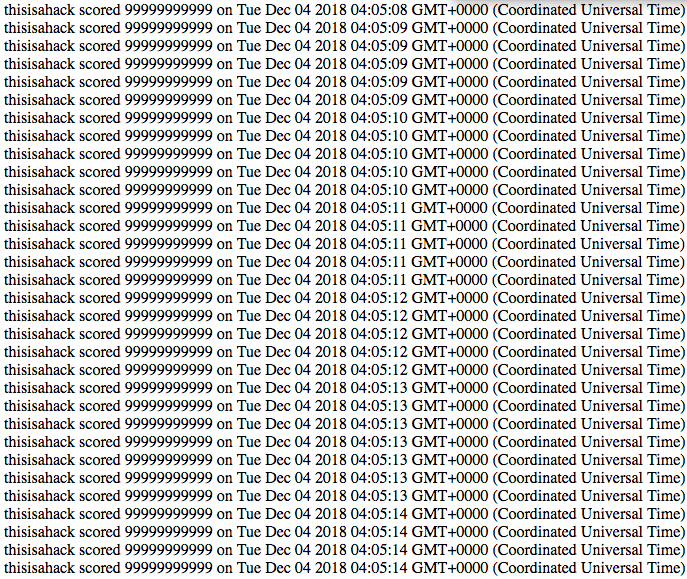 thisisahack scored 99999999999 on Tue Dec 04 2018 04:05:08 GMT+0000 (Coordinated Universal Time)
thisisahack scored 99999999999 on Tue Dec 04 2018 04:05:09 GMT+0000 (Coordinated Universal Time)
thisisahack scored 99999999999 on Tue Dec 04 2018 04:05:09 GMT+0000 (Coordinated Universal Time)
thisisahack scored 99999999999 on Tue Dec 04 2018 04:05:09 GMT+0000 (Coordinated Universal Time)
thisisahack scored 99999999999 on Tue Dec 04 2018 04:05:09 GMT+0000 (Coordinated Universal Time)
thisisahack scored 99999999999 on Tue Dec 04 2018 04:05:09 GMT+0000 (Coordinated Universal Time)
thisisahack scored 99999999999 on Tue Dec 04 2018 04:05:10 GMT+0000 (Coordinated Universal Time)
thisisahack scored 99999999999 on Tue Dec 04 2018 04:05:10 GMT+0000 (Coordinated Universal Time)
thisisahack scored 99999999999 on Tue Dec 04 2018 04:05:10 GMT+0000 (Coordinated Universal Time)
thisisahack scored 99999999999 on Tue Dec 04 2018 04:05:10 GMT+0000 (Coordinated Universal Time)
thisisahack scored 99999999999 on Tue Dec 04 2018 04:05:10 GMT+0000 (Coordinated Universal Time)
thisisahack scored 99999999999 on Tue Dec 04 2018 04:05:11 GMT+0000 (Coordinated Universal Time)
thisisahack scored 99999999999 on Tue Dec 04 2018 04:05:11 GMT+0000 (Coordinated Universal Time)
thisisahack scored 99999999999 on Tue Dec 04 2018 04:05:11 GMT+0000 (Coordinated Universal Time)
thisisahack scored 99999999999 on Tue Dec 04 2018 04:05:11 GMT+0000 (Coordinated Universal Time)
thisisahack scored 99999999999 on Tue Dec 04 2018 04:05:11 GMT+0000 (Coordinated Universal Time)
thisisahack scored 99999999999 on Tue Dec 04 2018 04:05:12 GMT+0000 (Coordinated Universal Time)
thisisahack scored 99999999999 on Tue Dec 04 2018 04:05:12 GMT+0000 (Coordinated Universal Time)
thisisahack scored 99999999999 on Tue Dec 04 2018 04:05:12 GMT+0000 (Coordinated Universal Time)
thisisahack scored 99999999999 on Tue Dec 04 2018 04:05:12 GMT+0000 (Coordinated Universal Time)
thisisahack scored 99999999999 on Tue Dec 04 2018 04:05:12 GMT+0000 (Coordinated Universal Time)
thisisahack scored 99999999999 on Tue Dec 04 2018 04:05:13 GMT+0000 (Coordinated Universal Time)
thisisahack scored 99999999999 on Tue Dec 04 2018 04:05:13 GMT+0000 (Coordinated Universal Time)
thisisahack scored 99999999999 on Tue Dec 04 2018 04:05:13 GMT+0000 (Coordinated Universal Time)
thisisahack scored 99999999999 on Tue Dec 04 2018 04:05:13 GMT+0000 (Coordinated Universal Time)
thisisahack scored 99999999999 on Tue Dec 04 2018 04:05:13 GMT+0000 (Coordinated Universal Time)
thisisahack scored 99999999999 on Tue Dec 04 2018 04:05:13 GMT+0000 (Coordinated Universal Time)
thisisahack scored 99999999999 on Tue Dec 04 2018 04:05:13 GMT+0000 (Coordinated Universal Time)
thisisahack scored 99999999999 on Tue Dec 04 2018 04:05:14 GMT+0000 (Coordinated Universal Time)
thisisahack scored 99999999999 on Tue Dec 04 2018 04:05:14 GMT+0000 (Coordinated Universal Time)
thisisahack scored 99999999999 on Tue Dec 04 2018 04:05:14 GMT+0000 (Coordinated Universal Time)
thisisahack scored 99999999999 on Tue Dec 04 2018 04:05:14 GMT+0000 (Coordinated Universal Time)